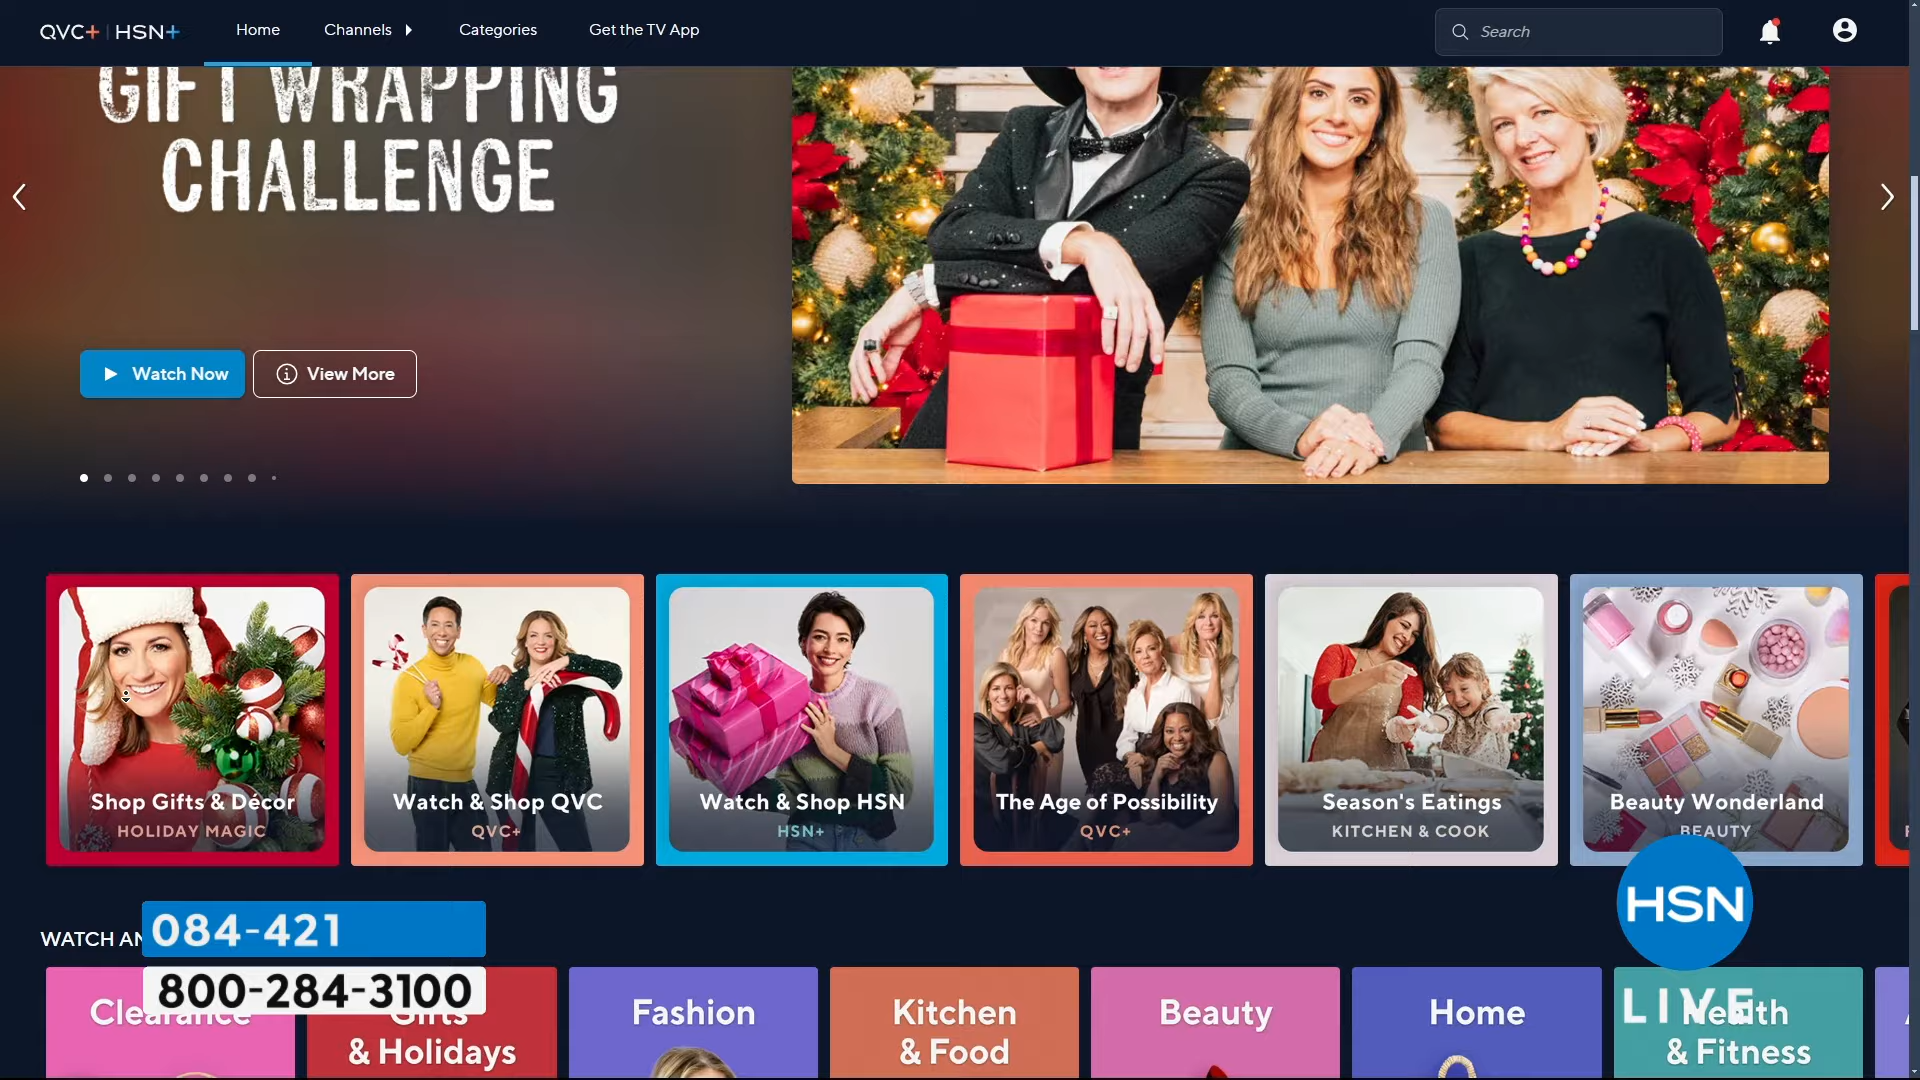 QVC+ | HSN+
Home
Channels
Categories
Get the TV App
Search
GIFT WRAPPING
CHALLENGE
Watch Now
View More
Shop Gifts & Décor
HOLIDAY MAGIC
Watch & Shop QVC
QVC+
Watch & Shop HSN
HSN+
The Age of Possibility
QVC+
Season's Eatings
KITCHEN & COOK
Beauty Wonderland
BEAUTY
HSN
WATCH AN
084-421
800-284-3100
Clearance
Gifts
& Holidays
Fashion
Kitchen
& Food
Beauty
Home
LIVE
Health
& Fitness